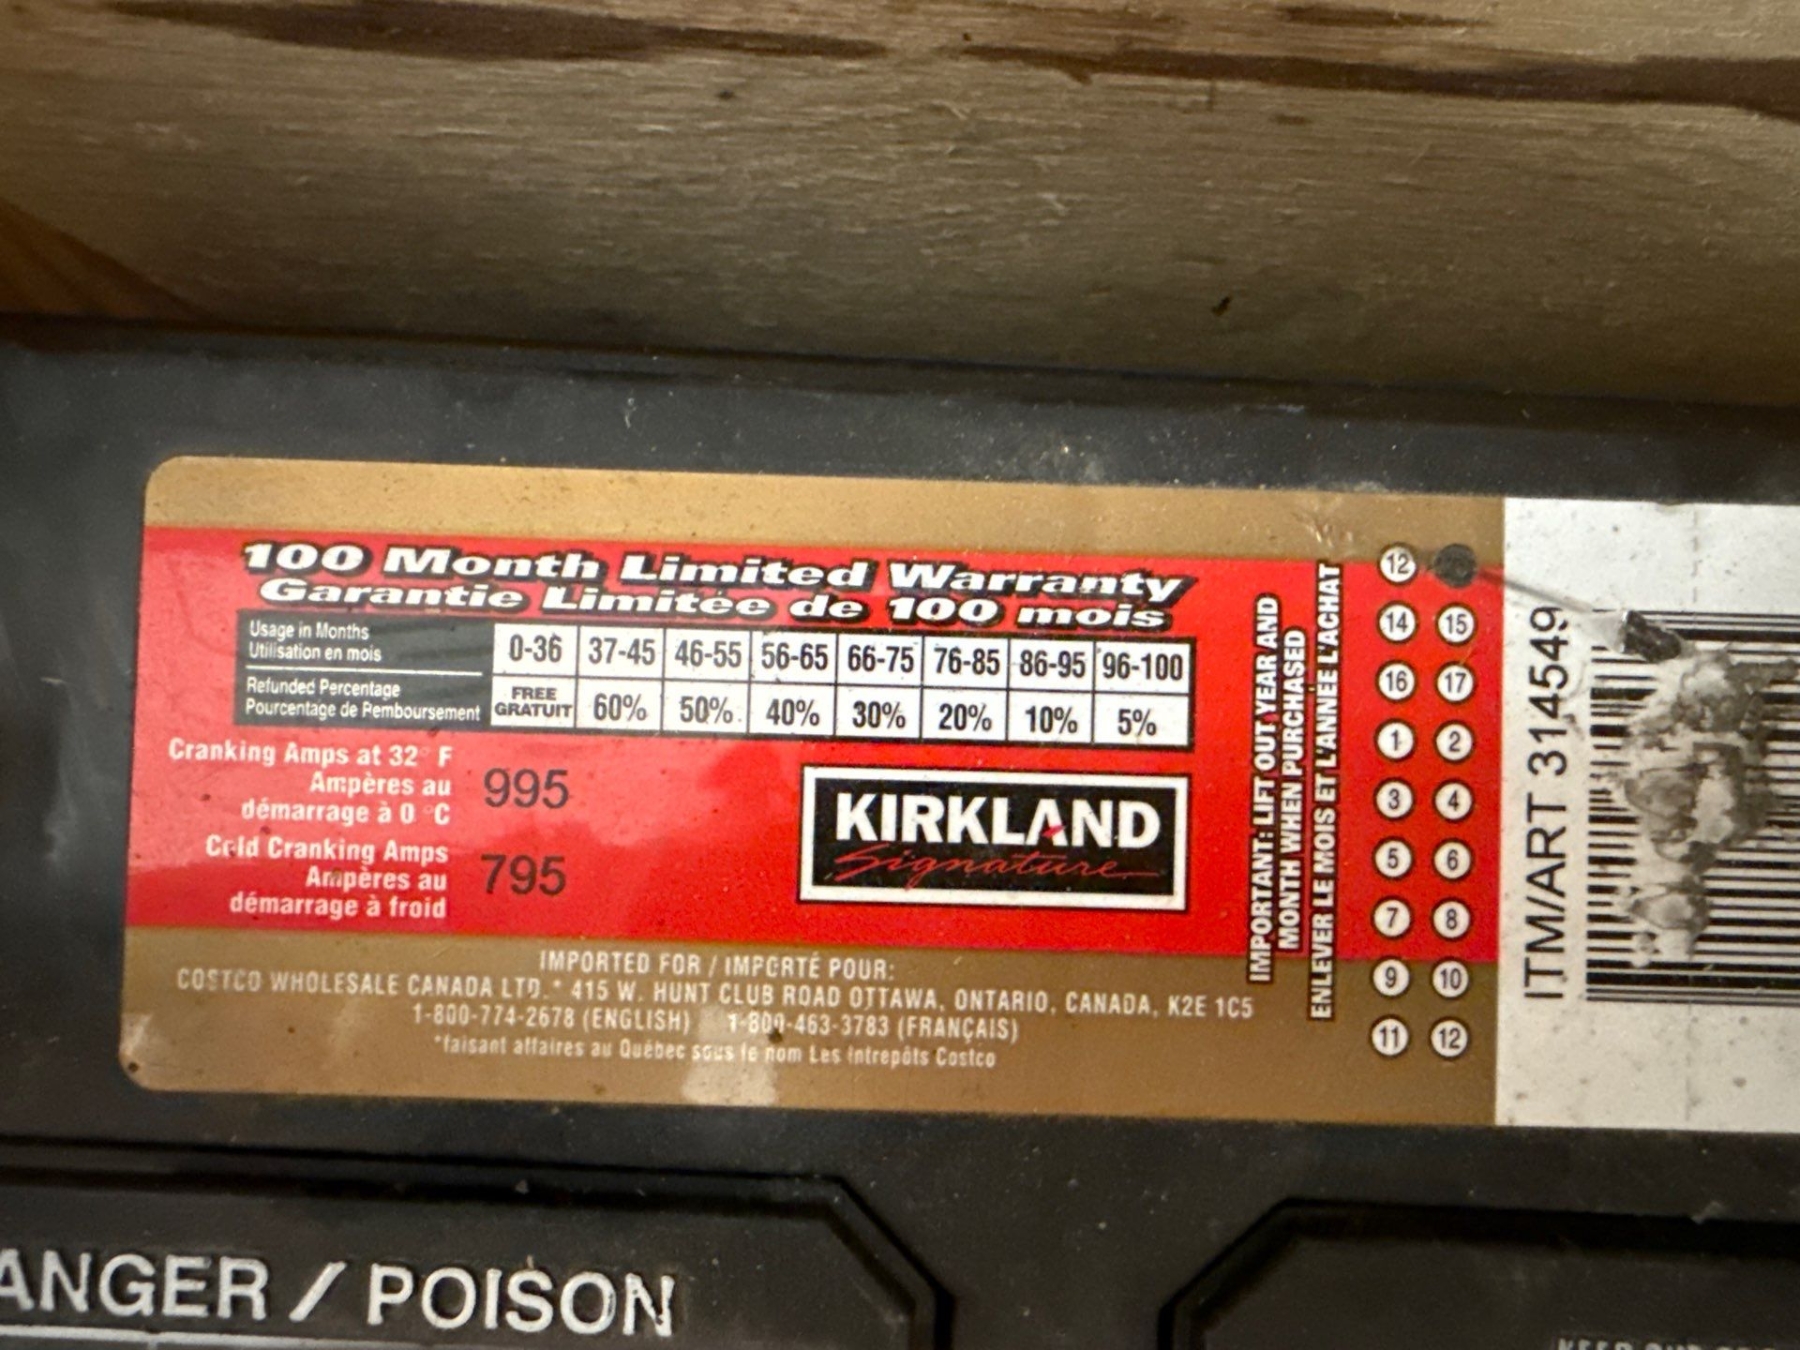 100 Month Limited Warranty
Garantie Limitée de 100 mois
Usage in Months
Utilisation en mois
0-36 37-45 46-55 56-65 66-75 76-85 86-95 96-100
Refunded Percentage
Pourcentage de Remboursement
FREE
GRATUIT
60% 50% 40% 30% 20% 10% 5%
Cranking Amps at 32° F
Ampères au
démarrage à 0 °C
995
Cold Cranking Amps
Ampères au
démarrage à froid
795
KIRKLAND
Signature
IMPORTED FOR / IMPORTÉ POUR:
COSTCO WHOLESALE CANADA LTD.* 415 W. HUNT CLUB ROAD OTTAWA, ONTARIO, CANADA, K2E 1C5
1-800-774-2678 (ENGLISH) 1-800-463-3783 (FRANÇAIS)
*faisant affaires au Québec sous le nom Les Intrepôts Costco
IMPORTANT: LIFT OUT YEAR AND
MONTH WHEN PURCHASED
ENLEVER LE MOIS ET L'ANNÉE L'ACHAT
12
14 15
16 17
1 2
3 4
5 6
7 8
9 10
11 12
ITM/ART 314549
ANGER / POISON